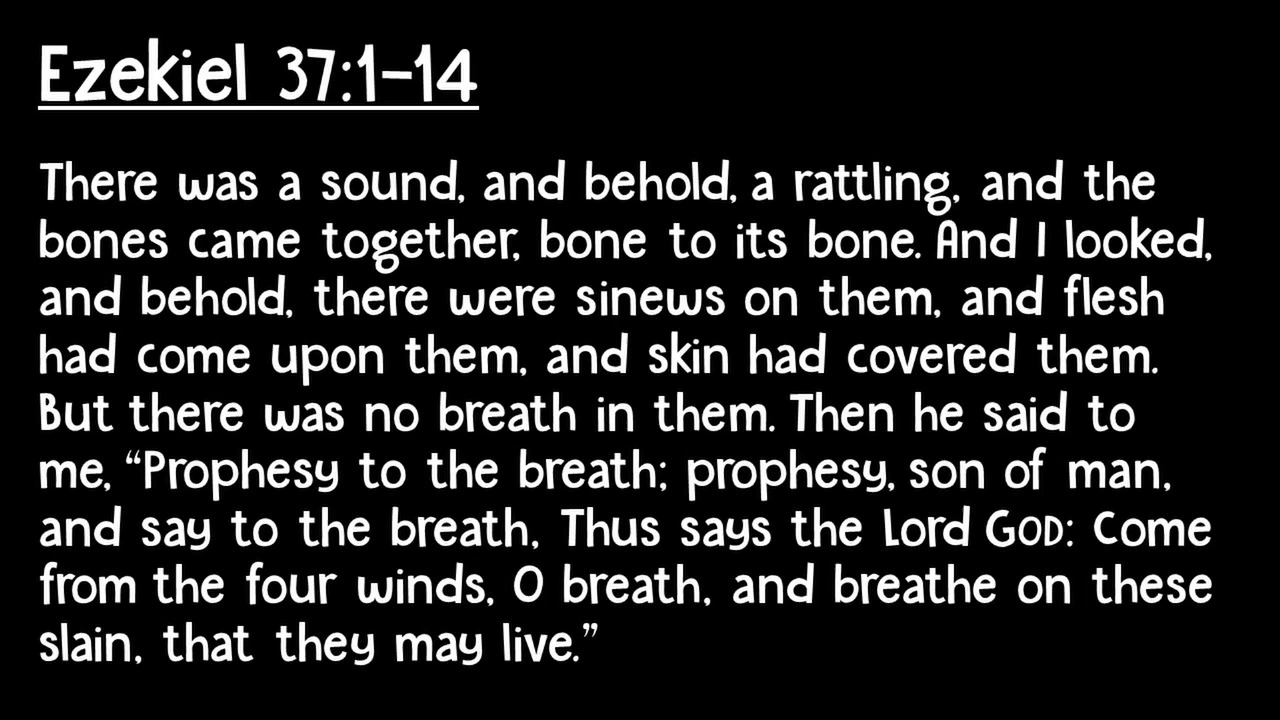 Ezekiel 37:1–14
There was a sound, and behold, a rattling, and the
bones came together, bone to its bone. And I looked,
and behold, there were sinews on them, and flesh
had come upon them, and skin had covered them.
But there was no breath in them. Then he said to
me, “Prophesy to the breath; prophesy, son of man,
and say to the breath, Thus says the Lord GOD: Come
from the four winds, O breath, and breathe on these
slain, that they may live.”